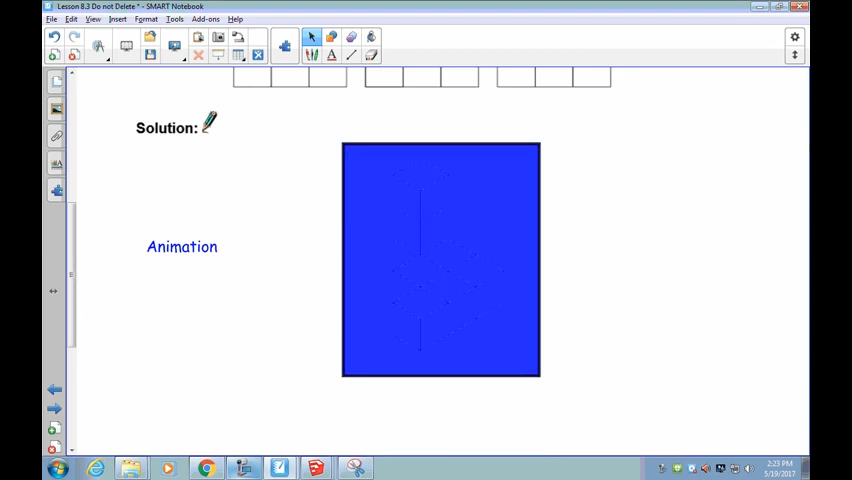 Lesson 8.3 Do not Delete * - SMART Notebook
File Edit View Insert Format Tools Add-ons Help
Solution:
Animation
2:23 PM
5/19/2017